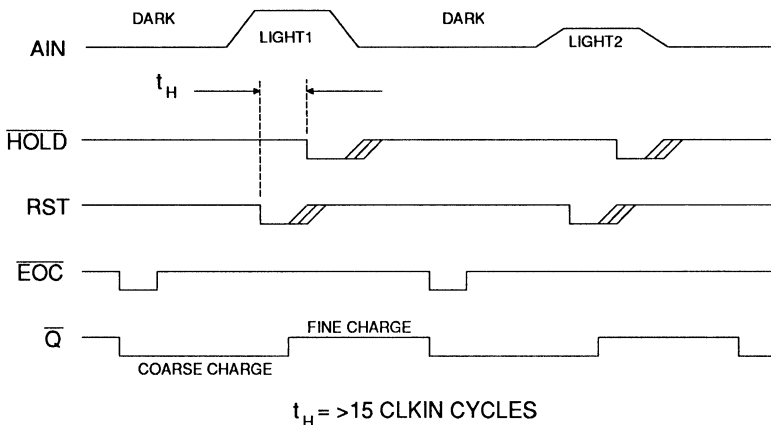 DARK DARK
AIN LIGHT1 LIGHT2
tH
HOLD
RST
EOC
Q FINE CHARGE
COARSE CHARGE
tH = >15 CLKIN CYCLES